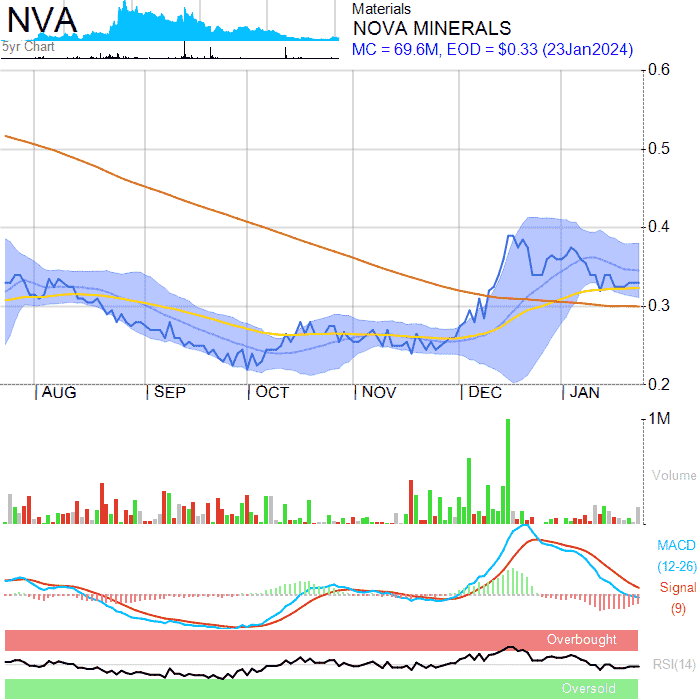 NVA
5yr Chart
Materials
NOVA MINERALS
MC = 69.6M, EOD = $0.33 (23Jan2024)
0.6
0.5
0.4
0.3
0.2
AUG SEP OCT NOV DEC JAN
1M
Volume
MACD
(12-26)
Signal
(9)
Overbought
RSI(14)
Oversold